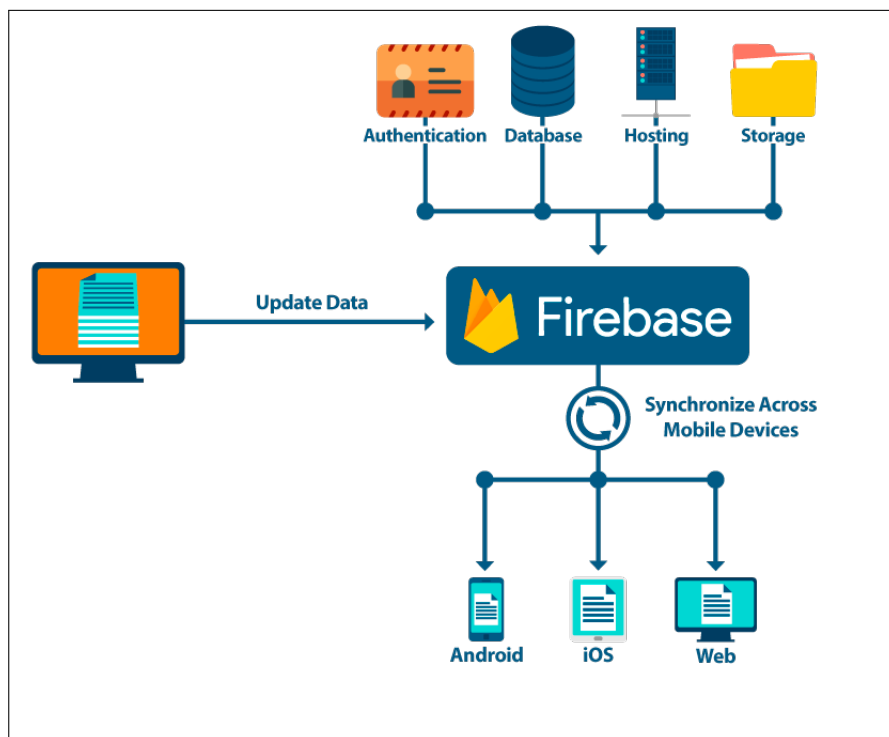 Authentication
Database
Hosting
Storage
Update Data
Firebase
Synchronize Across
Mobile Devices
Android
iOS
Web